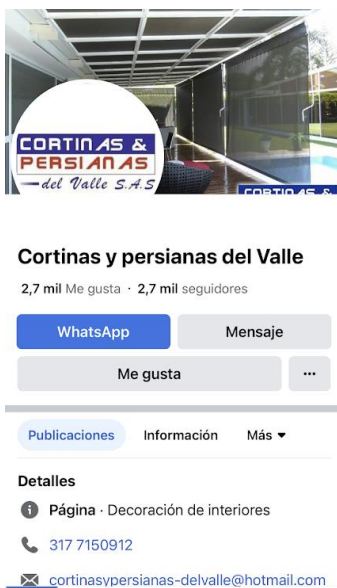 CORTINAS &
PERSIANAS
del Valle S.A.S
CORTINAS &
Cortinas y persianas del Valle
2,7 mil Me gusta · 2,7 mil seguidores
WhatsApp
Mensaje
Me gusta
Publicaciones
Información
Más
Detalles
Página · Decoración de interiores
317 7150912
cortinasypersianas-delvalle@hotmail.com